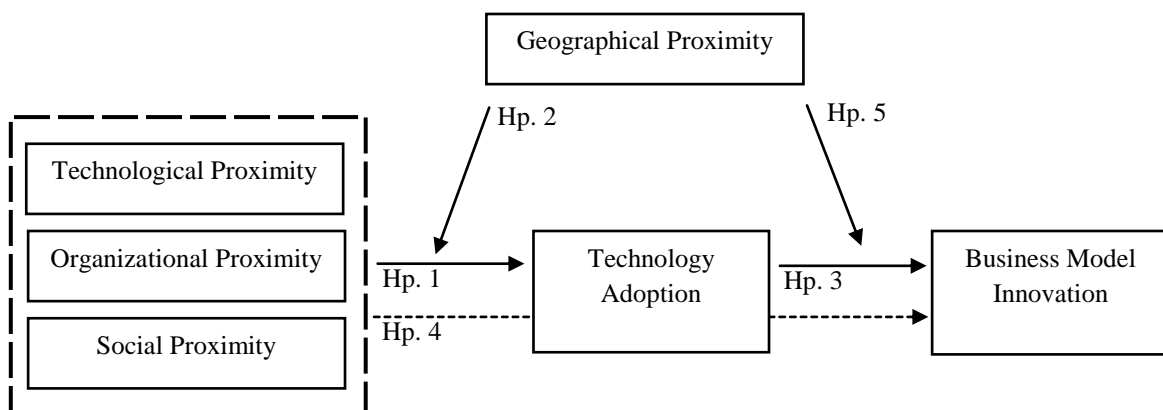 Geographical Proximity
Hp. 2
Hp. 5
Technological Proximity
Organizational Proximity
Social Proximity
Hp. 1
Hp. 4
Technology
Adoption
Hp. 3
Business Model
Innovation